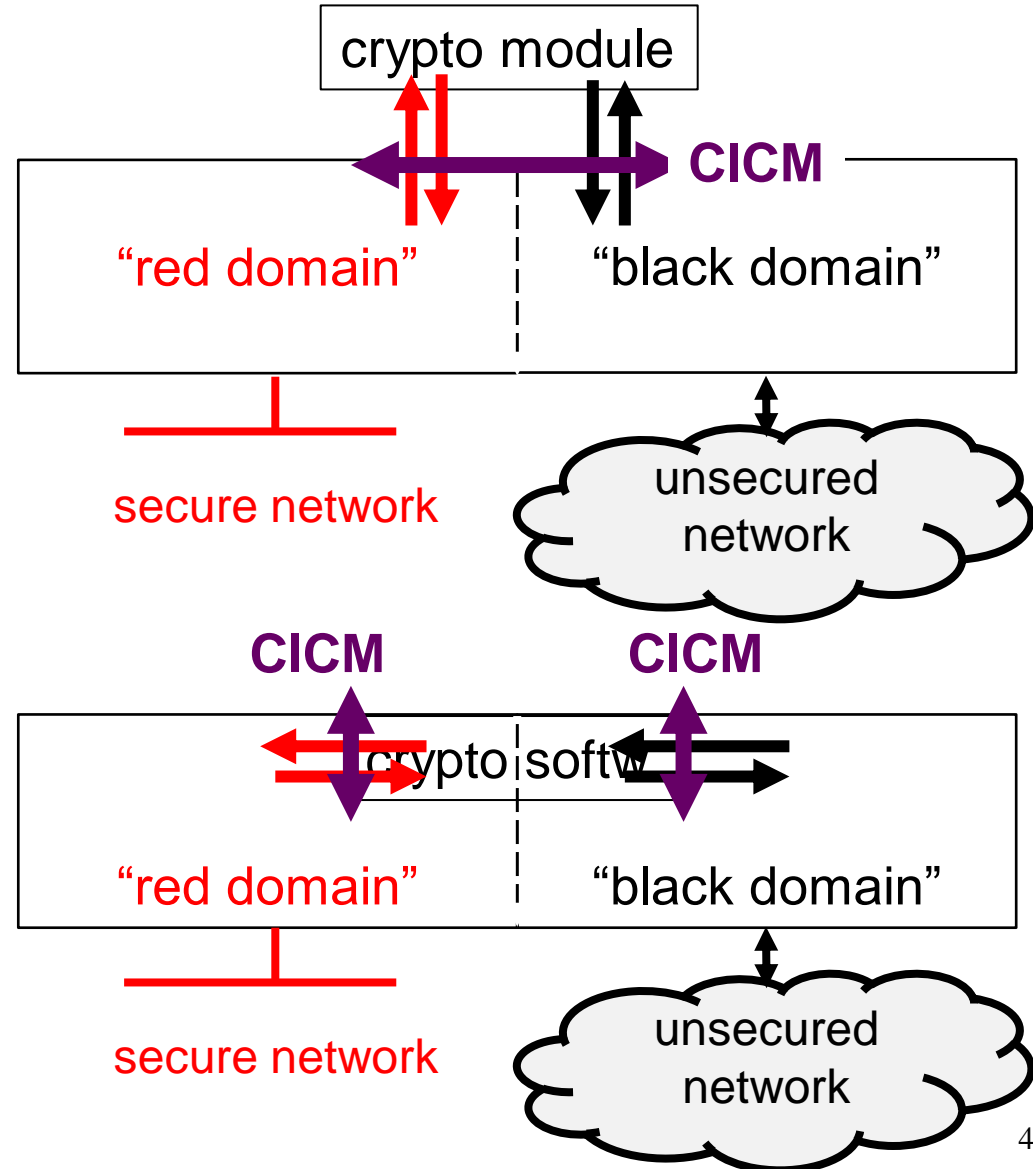 crypto module
CICM
“red domain”
“black domain”
secure network
unsecured
network
CICM
CICM
crypto softw
“red domain”
“black domain”
secure network
unsecured
network
4